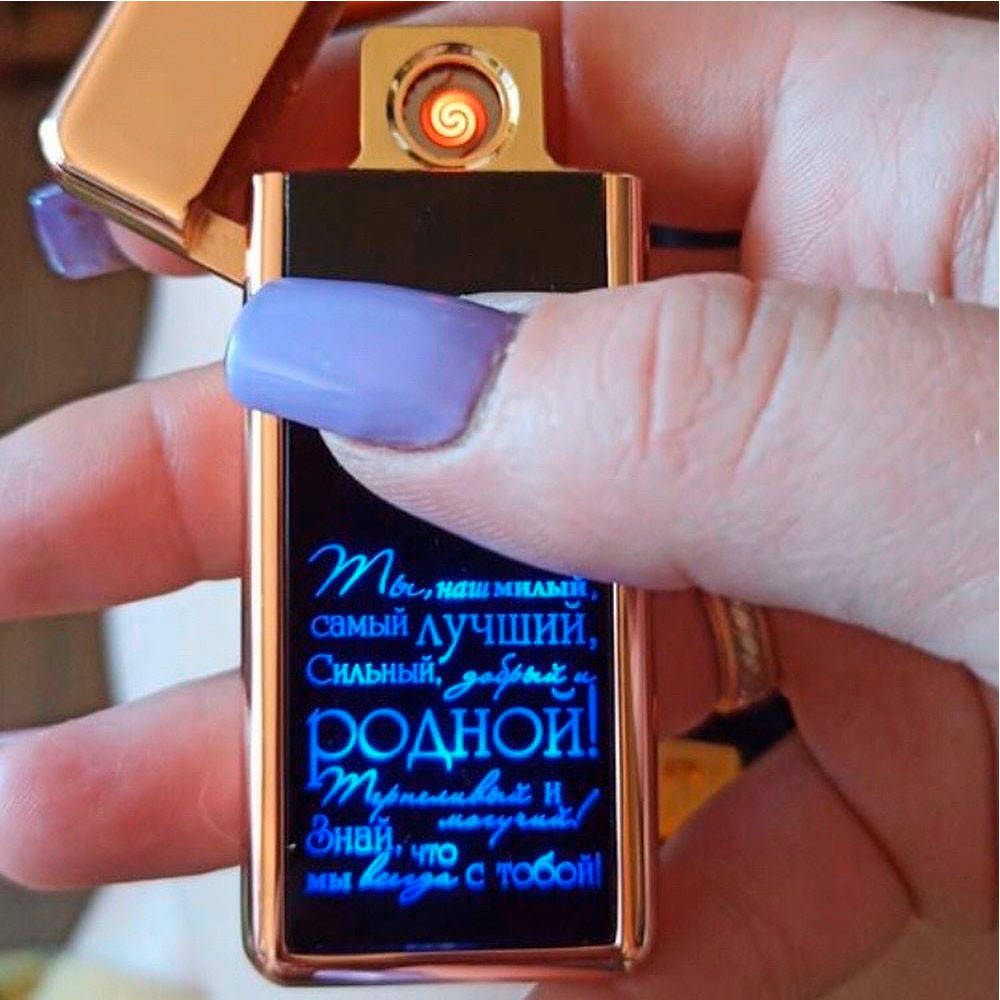 Ты, наш милый,
самый лучший,
Сильный, добрый и
родной!
Терпеливый и
могучий!
Знай, что
мы всегда с тобой!